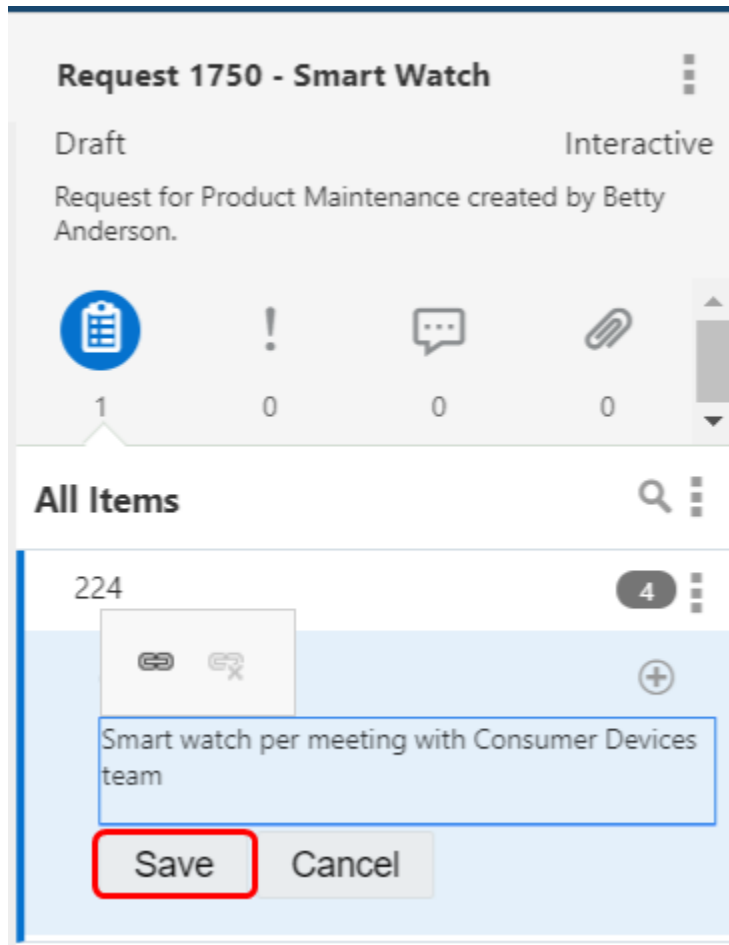 Request 1750 - Smart Watch
Draft Interactive
Request for Product Maintenance created by Betty
Anderson.
1 0 0 0
All Items
224 4
Smart watch per meeting with Consumer Devices
team
Save Cancel